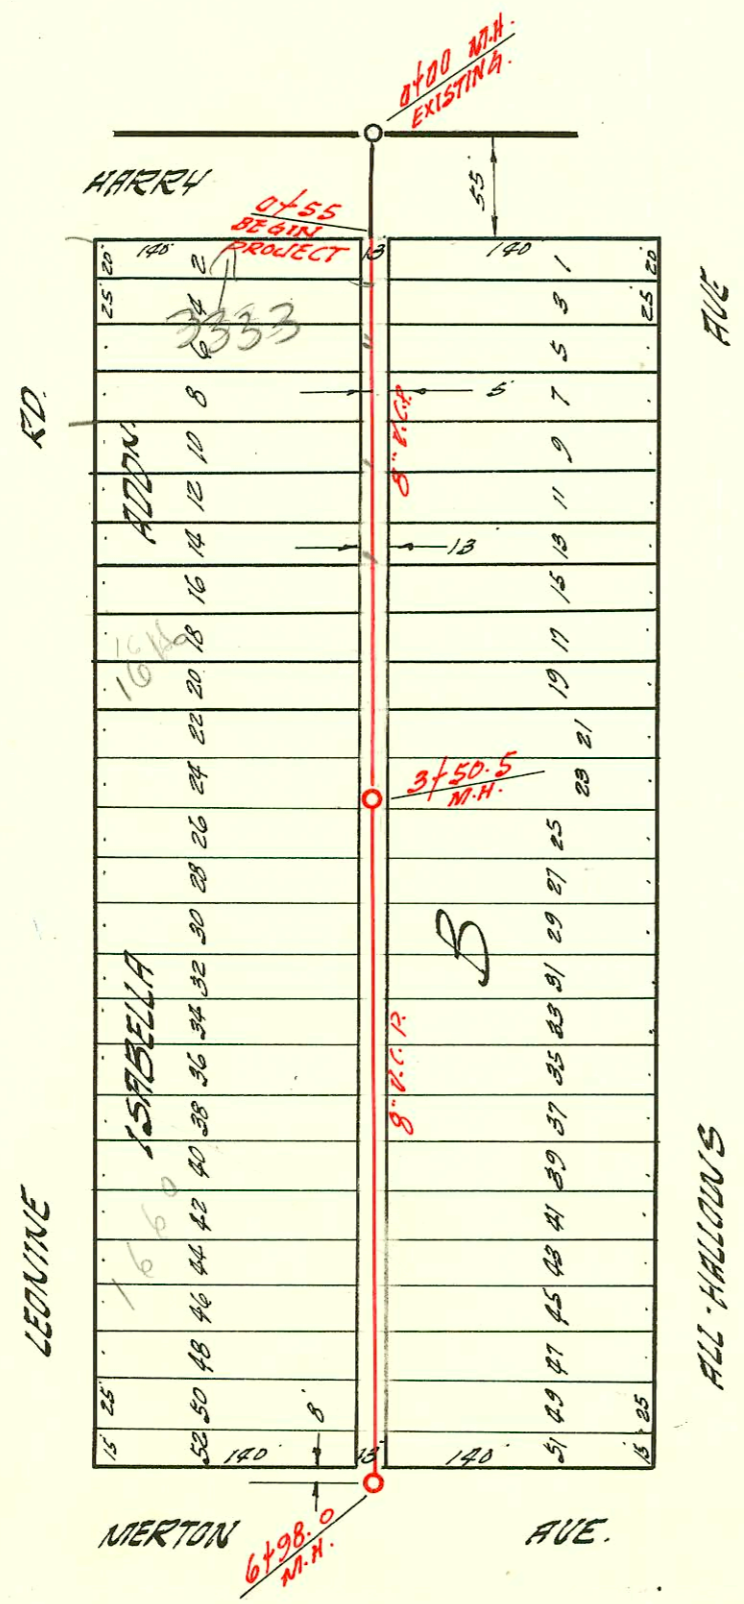 0+00 M.H.
EXISTING.
HARRY
55'
0+55
BEGIN
PROJECT
20' 140' 2 13' 140' 1 20'
25' 4 3 25'
3333
6 5
8 5' 7
8" V.C.P.
10 9
12 11
14 13' 13
16 15
18 17
20 19
22 21
24 23
3+50.5
M.H.
26 25
28 27
30 29
32 31
34 33
36 35
8" V.C.P.
38 37
40 39
42 41
44 43
46 45
48 47
25' 50 49 25
8'
15' 52 140' 13' 140' 51 15'
RD.
ADDN.
ISABELLA
LEONINE
B
AVE
ALL-HALLOWS
1660
MERTON AVE.
6+98.0
M.H.